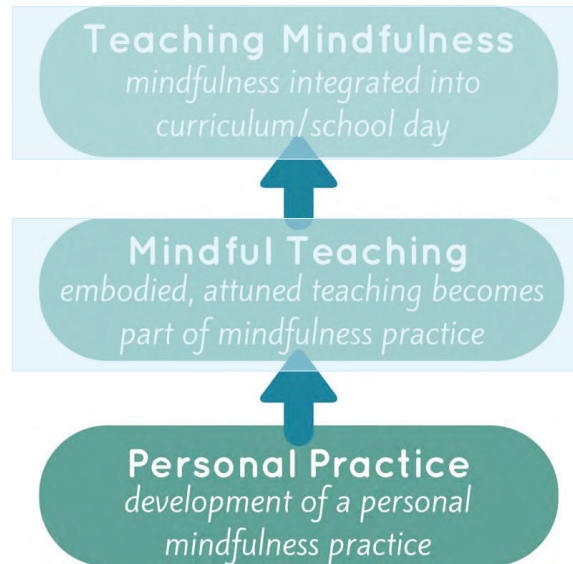 Teaching Mindfulness
mindfulness integrated into
curriculum/school day
Mindful Teaching
embodied, attuned teaching becomes
part of mindfulness practice
Personal Practice
development of a personal
mindfulness practice